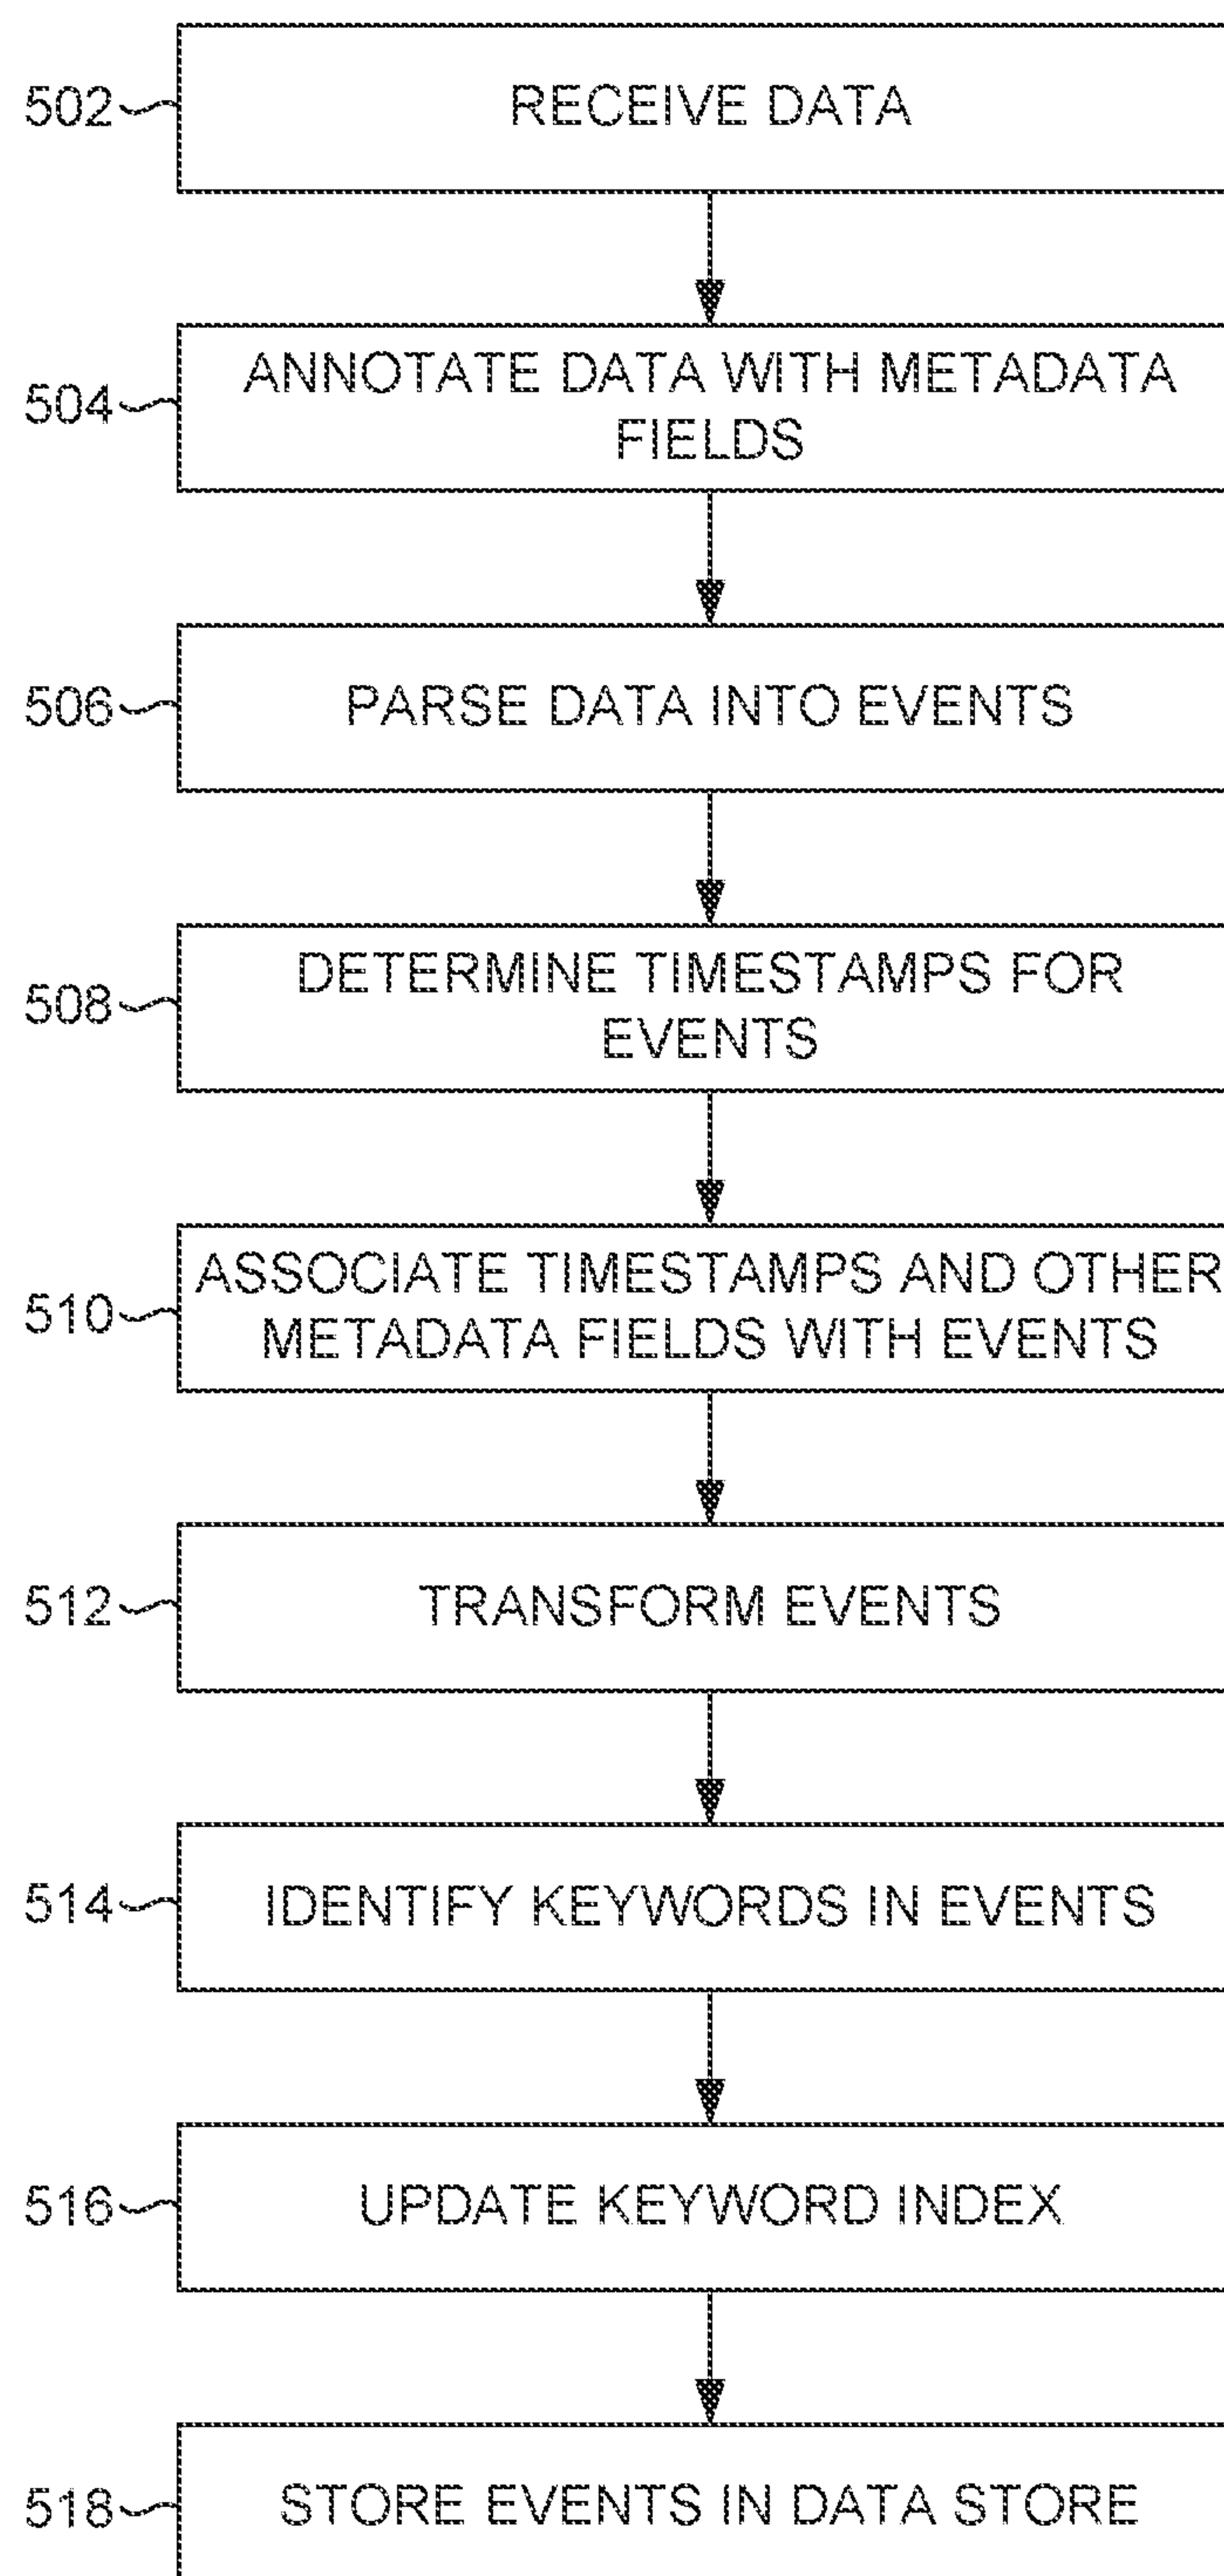 502
RECEIVE DATA
504
ANNOTATE DATA WITH METADATA
FIELDS
506
PARSE DATA INTO EVENTS
508
DETERMINE TIMESTAMPS FOR
EVENTS
510
ASSOCIATE TIMESTAMPS AND OTHER
METADATA FIELDS WITH EVENTS
512
TRANSFORM EVENTS
514
IDENTIFY KEYWORDS IN EVENTS
516
UPDATE KEYWORD INDEX
518
STORE EVENTS IN DATA STORE